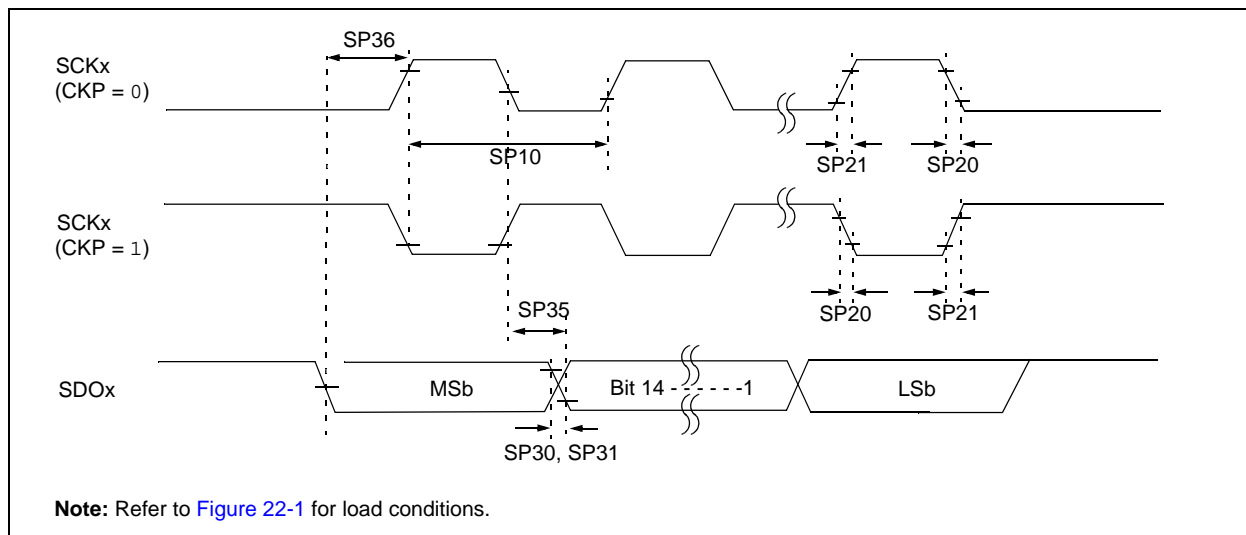 SP36
SCKx
(CKP = 0)
SP10
SP21
SP20
SCKx
(CKP = 1)
SP35
SP20
SP21
SDOx
MSb
Bit 14 - - - - - -1
LSb
SP30, SP31
Note: Refer to Figure 22-1 for load conditions.